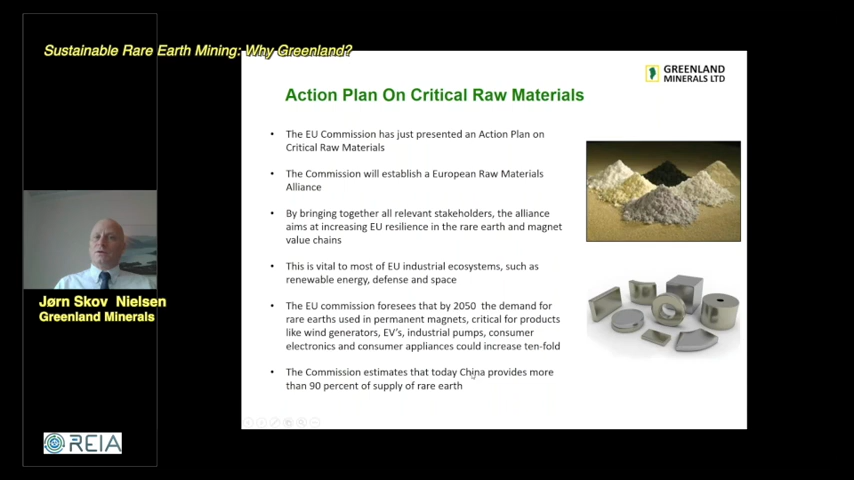 Sustainable Rare Earth Mining: Why Greenland?
GREENLAND
MINERALS LTD
Action Plan On Critical Raw Materials
• The EU Commission has just presented an Action Plan on
Critical Raw Materials
• The Commission will establish a European Raw Materials
Alliance
• By bringing together all relevant stakeholders, the alliance
aims at increasing EU resilience in the rare earth and magnet
value chains
• This is vital to most of EU industrial ecosystems, such as
renewable energy, defense and space
• The EU commission foresees that by 2050 the demand for
rare earths used in permanent magnets, critical for products
like wind generators, EV's, industrial pumps, consumer
electronics and consumer appliances could increase ten-fold
• The Commission estimates that today China provides more
than 90 percent of supply of rare earth
Jørn Skov Nielsen
Greenland Minerals
REIA